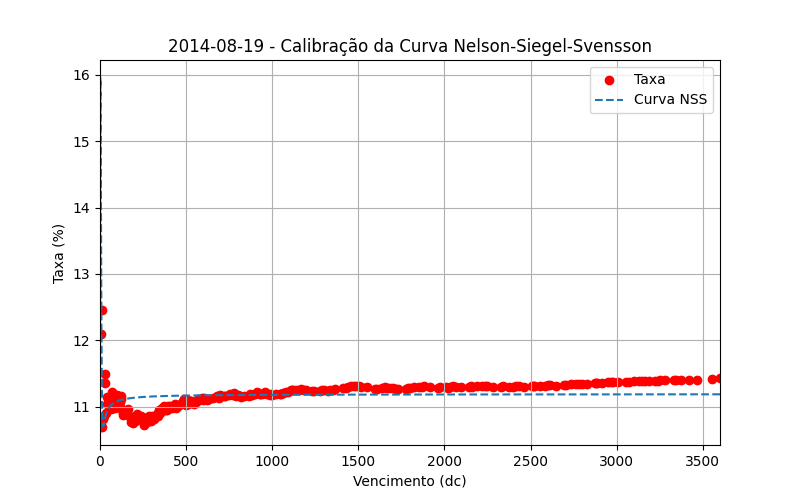 2014-08-19 - Calibração da Curva Nelson-Siegel-Svensson
Taxa
Curva NSS
Taxa (%)
16
15
14
13
12
11
0 500 1000 1500 2000 2500 3000 3500
Vencimento (dc)